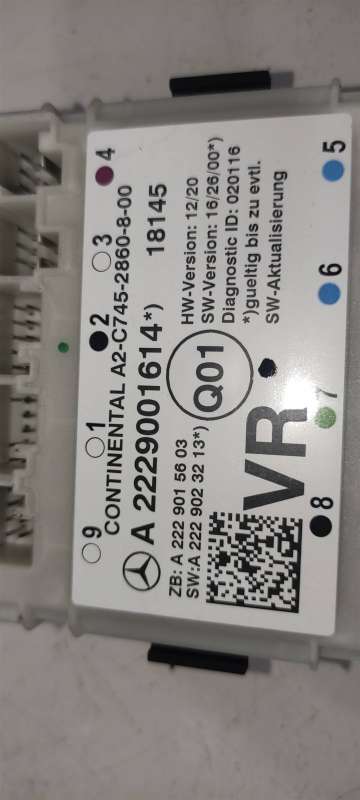 9 1 2 3 4
CONTINENTAL A2-C745-2860-8-00
A 2229001614*) 18145
ZB: A 222 901 56 03
SW:A 222 902 32 13*)
Q01
HW-Version: 12/20
SW-Version: 16/26/00*)
Diagnostic ID: 020116
*)gueltig bis zu evtl.
SW-Aktualisierung
VR
8 7 6 5